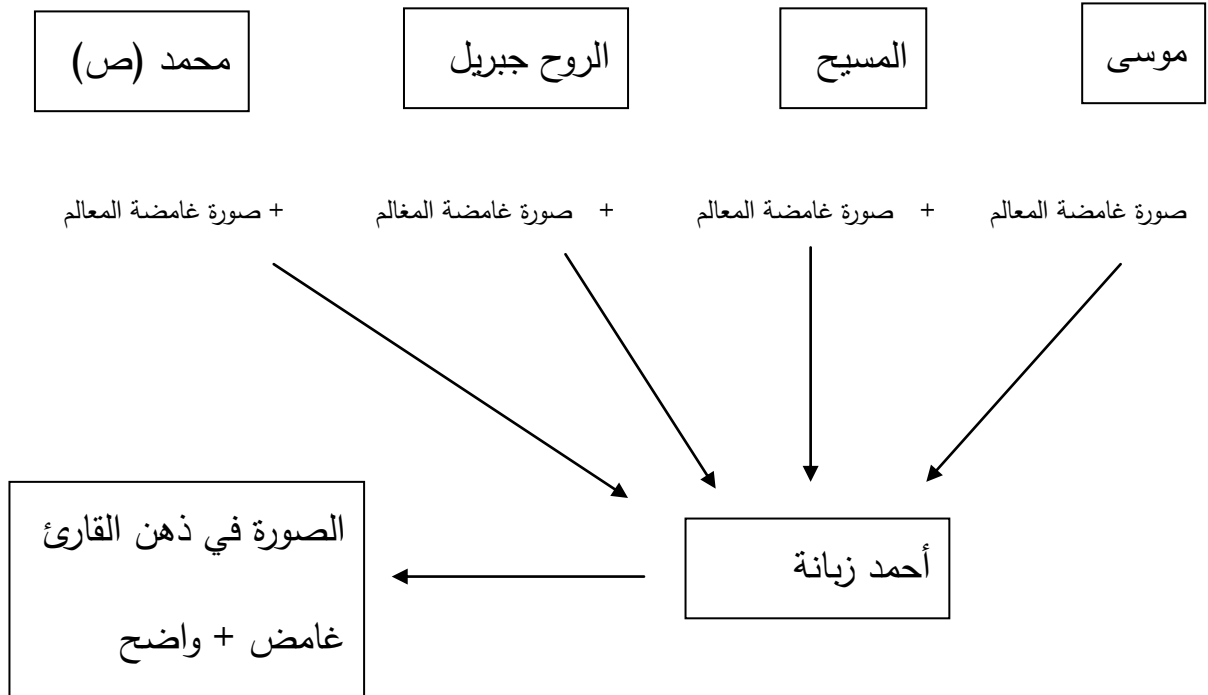 موسى
المسيح
الروح جبريل
محمد (ص)
صورة غامضة المعالم + صورة غامضة المعالم + صورة غامضة المغالم + صورة غامضة المعالم
أحمد زبانة
الصورة في ذهن القارئ
غامض + واضح